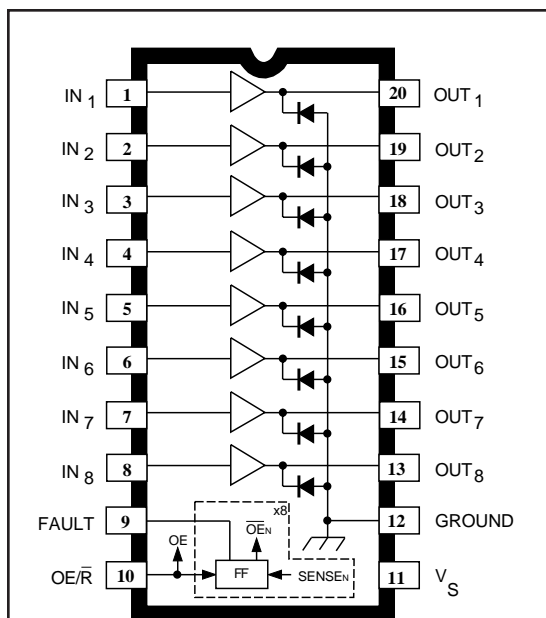 IN 1 1 20 OUT 1
IN 2 2 19 OUT 2
IN 3 3 18 OUT 3
IN 4 4 17 OUT 4
IN 5 5 16 OUT 5
IN 6 6 15 OUT 6
IN 7 7 14 OUT 7
IN 8 8 13 OUT 8
x8
FAULT 9 OE O̅E̅N 12 GROUND
OE/R̅ 10 FF SENSEN 11 VS